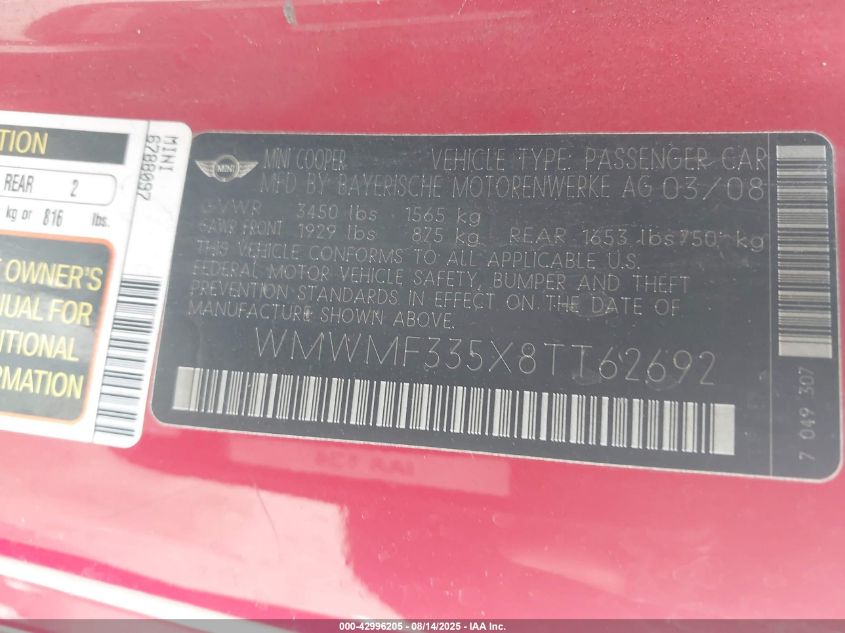 TION
REAR 2
kg or 816 lbs.
T OWNER'S
NUAL FOR
ITIONAL
RMATION
MINI
6788097
MINI
MINI COOPER VEHICLE TYPE: PASSENGER CAR
MFD BY BAYERISCHE MOTORENWERKE AG 03/08
GVWR 3450 lbs 1565 kg
GAWR FRONT 1929 lbs 875 kg REAR 1653 lbs 750 kg
THIS VEHICLE CONFORMS TO ALL APPLICABLE U.S.
FEDERAL MOTOR VEHICLE SAFETY, BUMPER AND THEFT
PREVENTION STANDARDS IN EFFECT ON THE DATE OF
MANUFACTURE SHOWN ABOVE.
WMWMF335X8TT62692
7 049 307
000-42996205 - 08/14/2025 - IAA Inc.